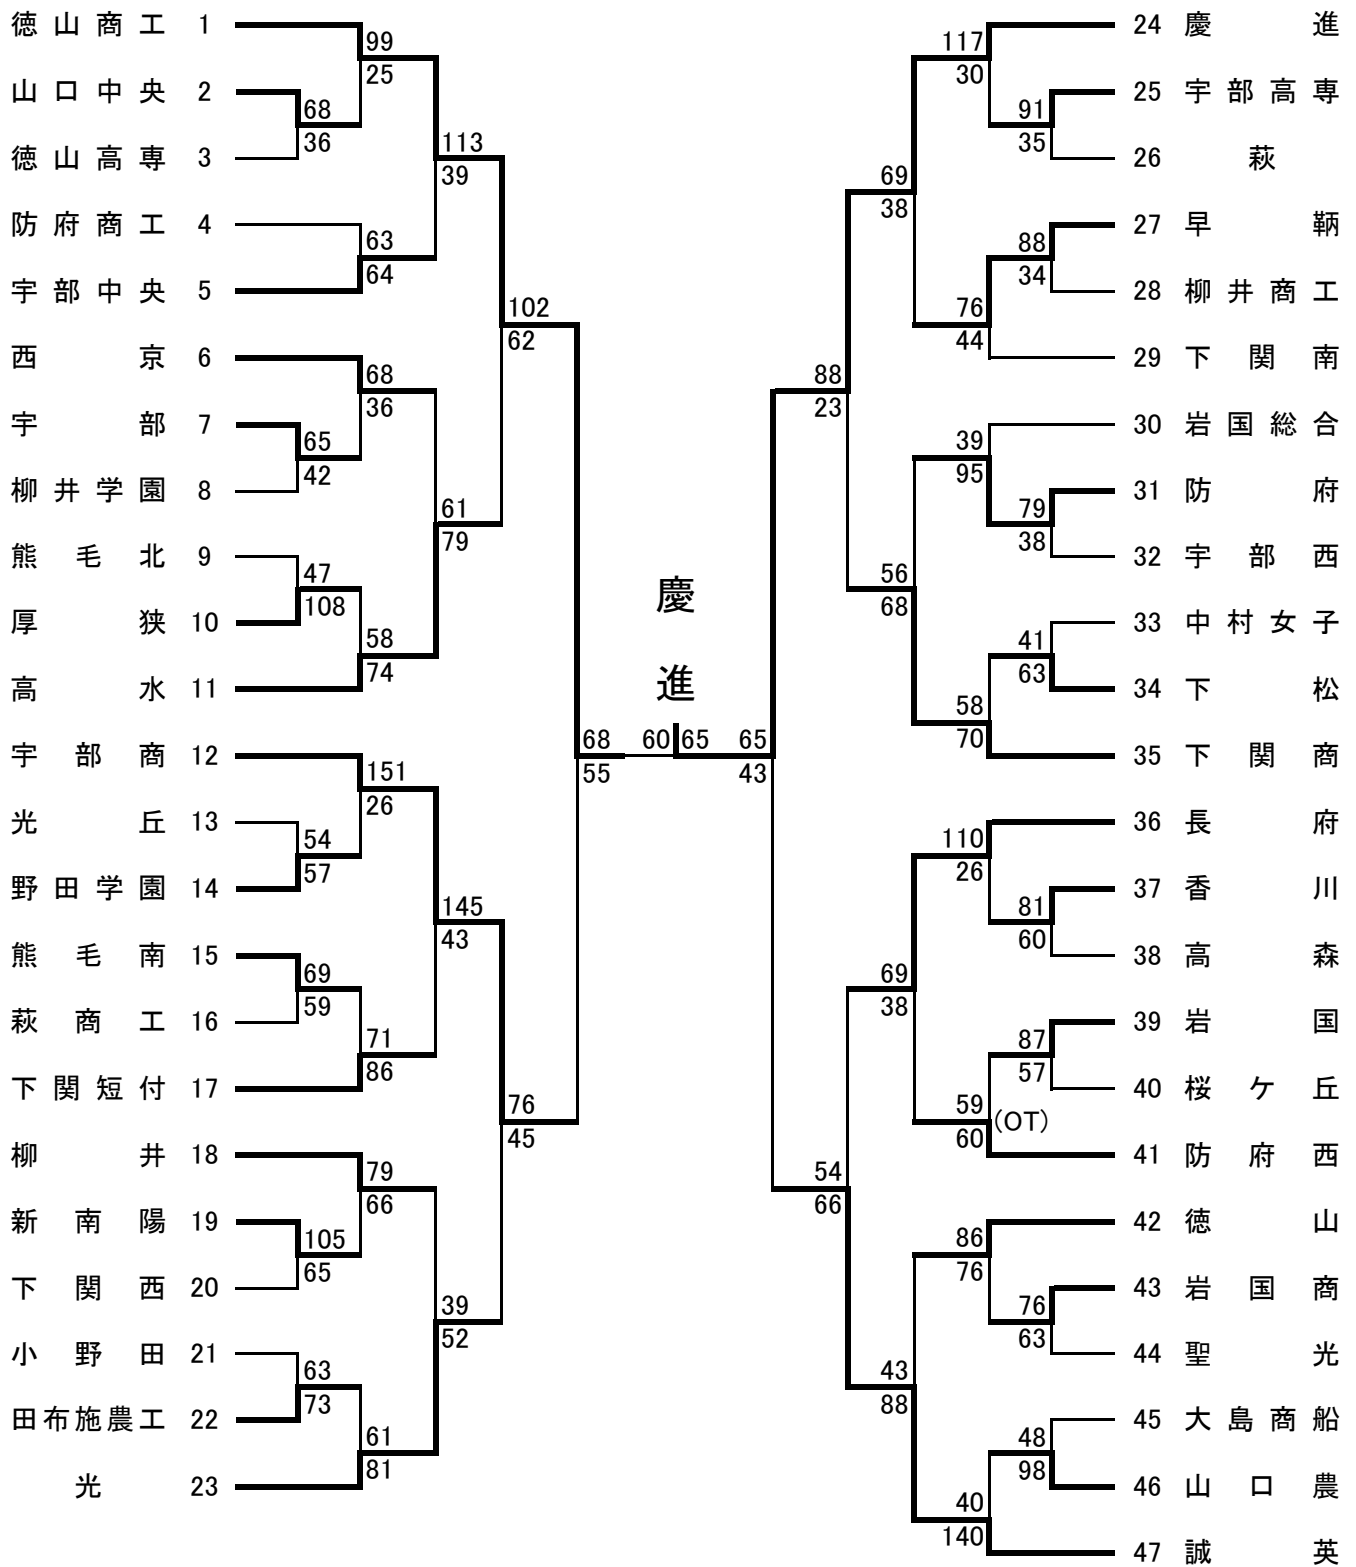 徳山商工 1
山口中央 2
徳山高専 3
防府商工 4
宇部中央 5
西京 6
宇部 7
柳井学園 8
熊毛北 9
厚狭 10
高水 11
宇部商 12
光丘 13
野田学園 14
熊毛南 15
萩商工 16
下関短付 17
柳井 18
新南陽 19
下関西 20
小野田 21
田布施農工 22
光 23
99
25
68
36
113
39
63
64
102
62
68
36
65
42
61
79
47
108
58
74
68
55
151
26
54
57
145
43
69
59
71
86
76
45
79
66
105
65
39
52
63
73
61
81
慶
進
60 65
117
30
91
35
69
38
88
34
76
44
88
23
39
95
79
38
56
68
41
63
58
70
65
43
110
26
81
60
69
38
87
57
59
60
(OT)
54
66
86
76
76
63
43
88
48
98
40
140
24 慶進
25 宇部高専
26 萩
27 早鞆
28 柳井商工
29 下関南
30 岩国総合
31 防府
32 宇部西
33 中村女子
34 下松
35 下関商
36 長府
37 香川
38 高森
39 岩国
40 桜ケ丘
41 防府西
42 徳山
43 岩国商
44 聖光
45 大島商船
46 山口農
47 誠英